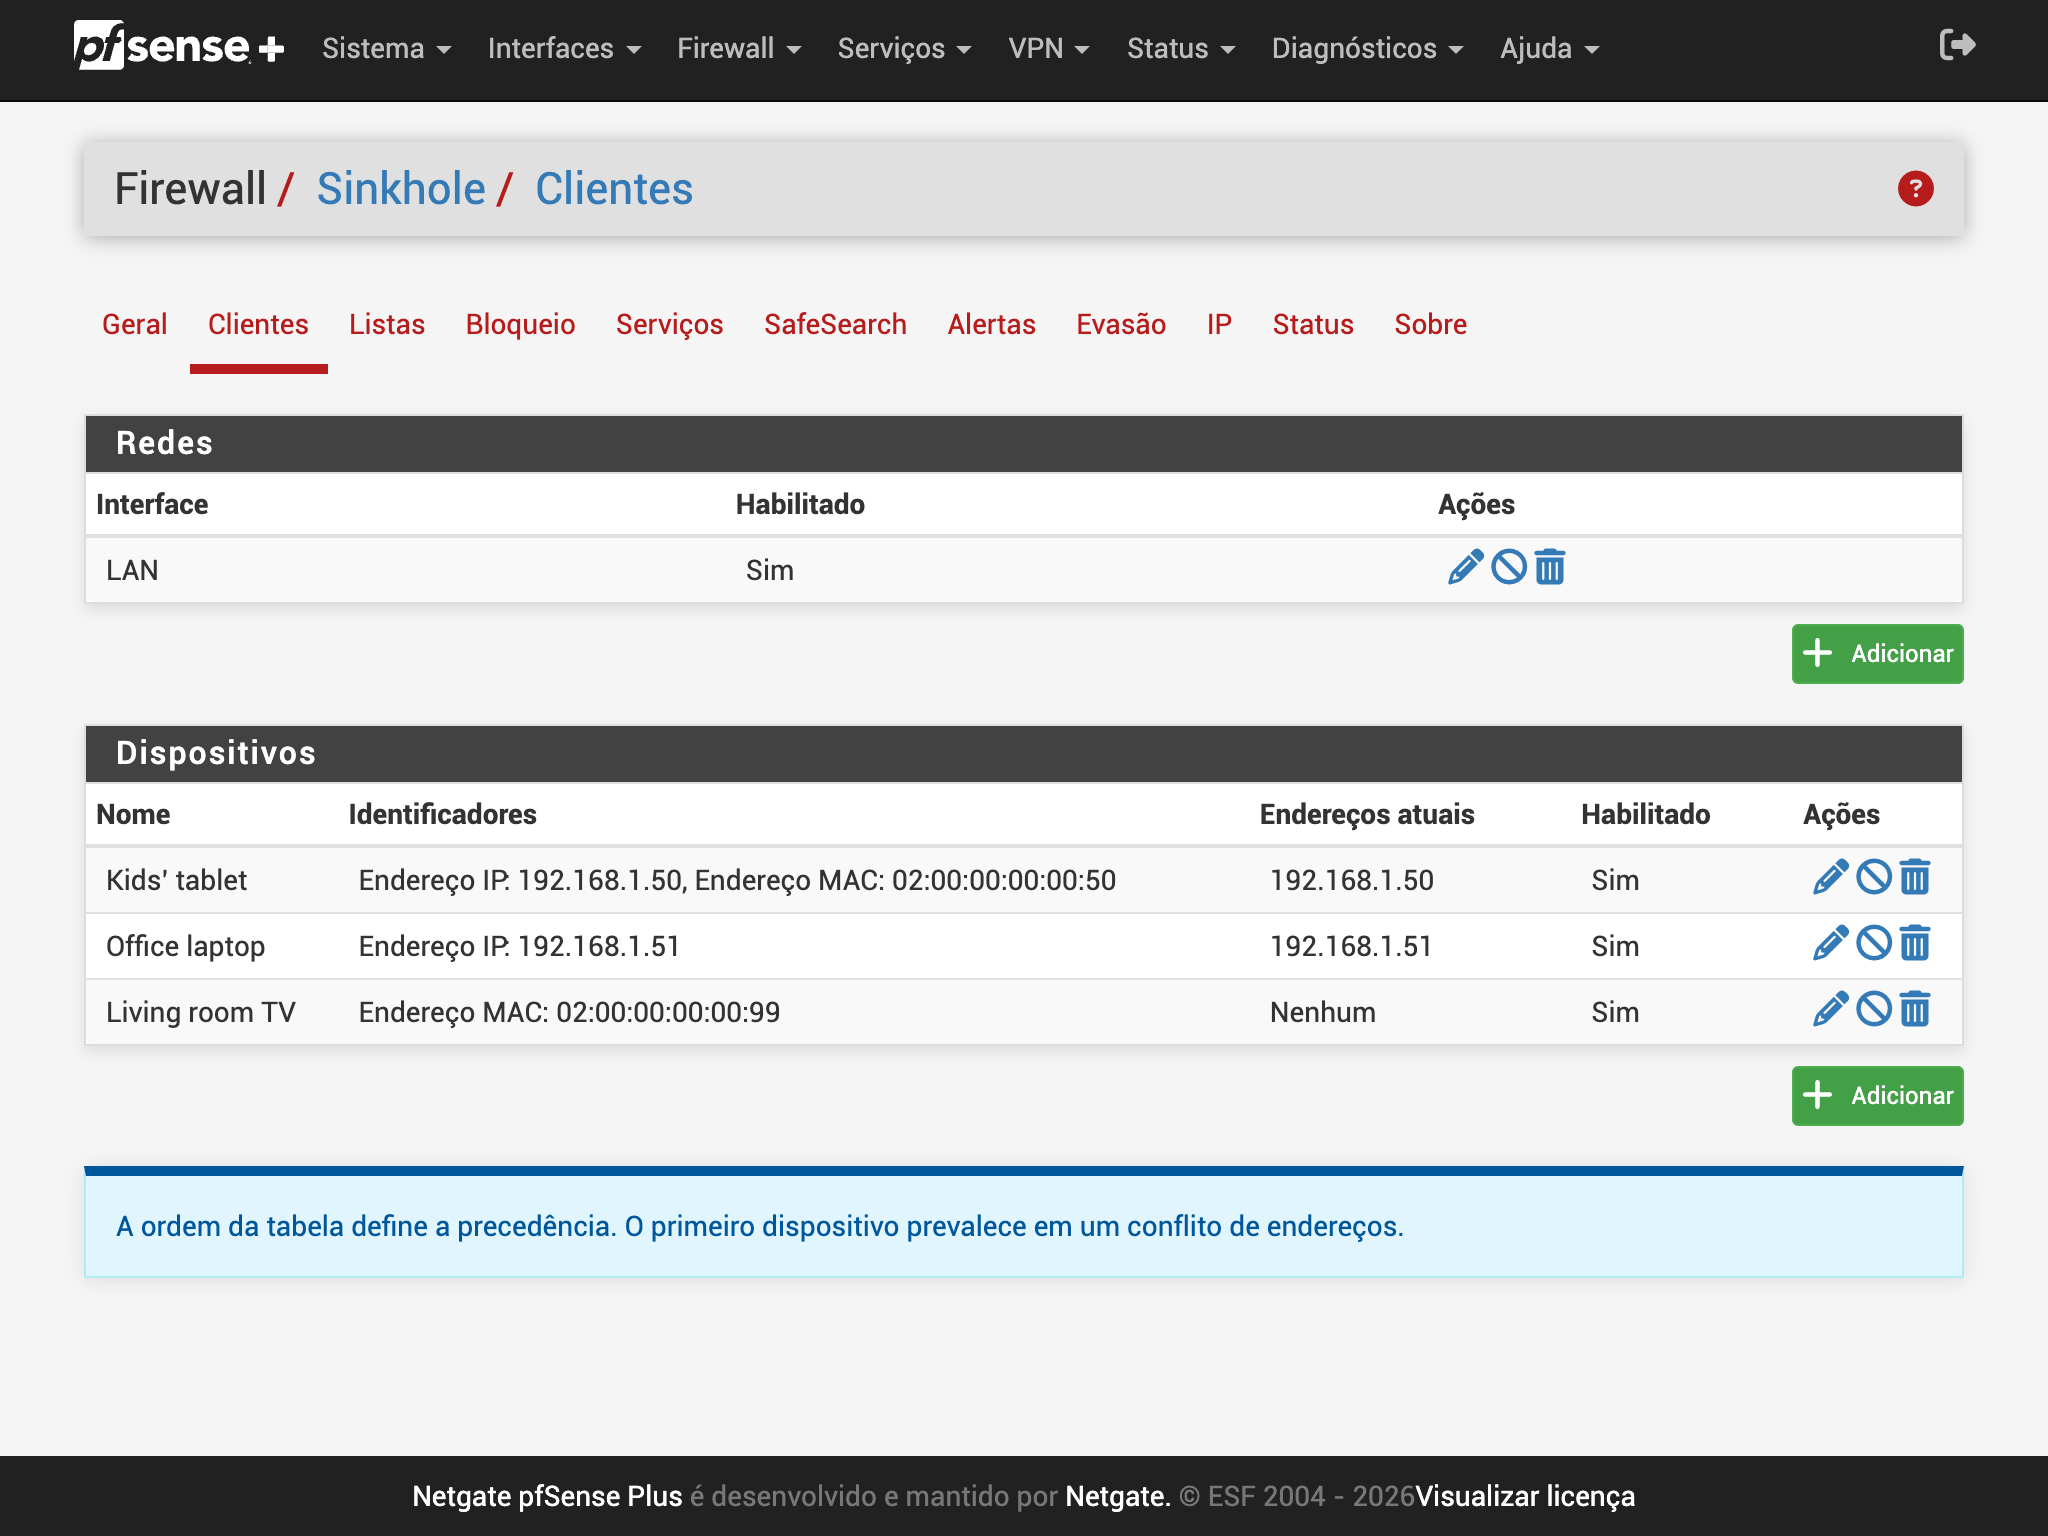 pfsense+ Sistema Interfaces Firewall Serviços VPN Status Diagnósticos Ajuda
Firewall / Sinkhole / Clientes
Geral Clientes Listas Bloqueio Serviços SafeSearch Alertas Evasão IP Status Sobre
Redes
Interface Habilitado Ações
LAN Sim
Adicionar
Dispositivos
Nome Identificadores Endereços atuais Habilitado Ações
Kids' tablet Endereço IP: 192.168.1.50, Endereço MAC: 02:00:00:00:00:50 192.168.1.50 Sim
Office laptop Endereço IP: 192.168.1.51 192.168.1.51 Sim
Living room TV Endereço MAC: 02:00:00:00:00:99 Nenhum Sim
Adicionar
A ordem da tabela define a precedência. O primeiro dispositivo prevalece em um conflito de endereços.
Netgate pfSense Plus é desenvolvido e mantido por Netgate. © ESF 2004 - 2026Visualizar licença